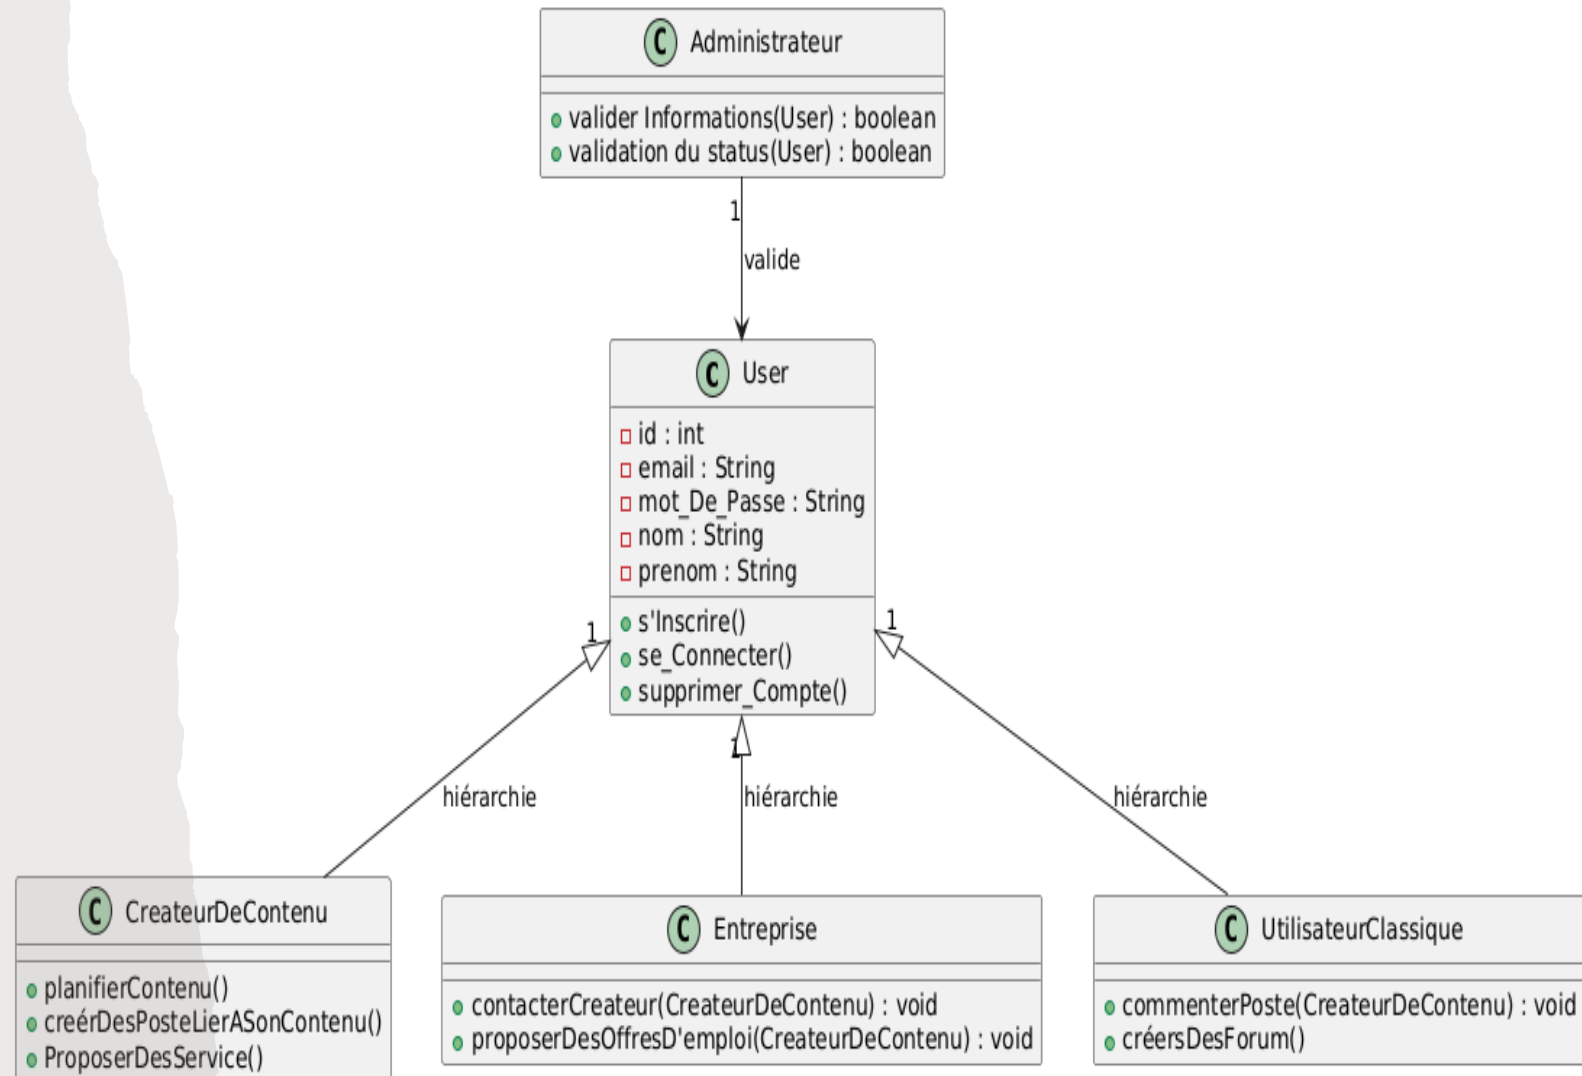 C Administrateur
valider Informations(User) : boolean
validation du status(User) : boolean
1
valide
C User
id : int
email : String
mot_De_Passe : String
nom : String
prenom : String
s'Inscrire()
se_Connecter()
supprimer_Compte()
1
1
1
hiérarchie
hiérarchie
hiérarchie
C CreateurDeContenu
planifierContenu()
creérDesPosteLierASonContenu()
ProposerDesService()
C Entreprise
contacterCreateur(CreateurDeContenu) : void
proposerDesOffresD'emploi(CreateurDeContenu) : void
C UtilisateurClassique
commenterPoste(CreateurDeContenu) : void
créersDesForum()